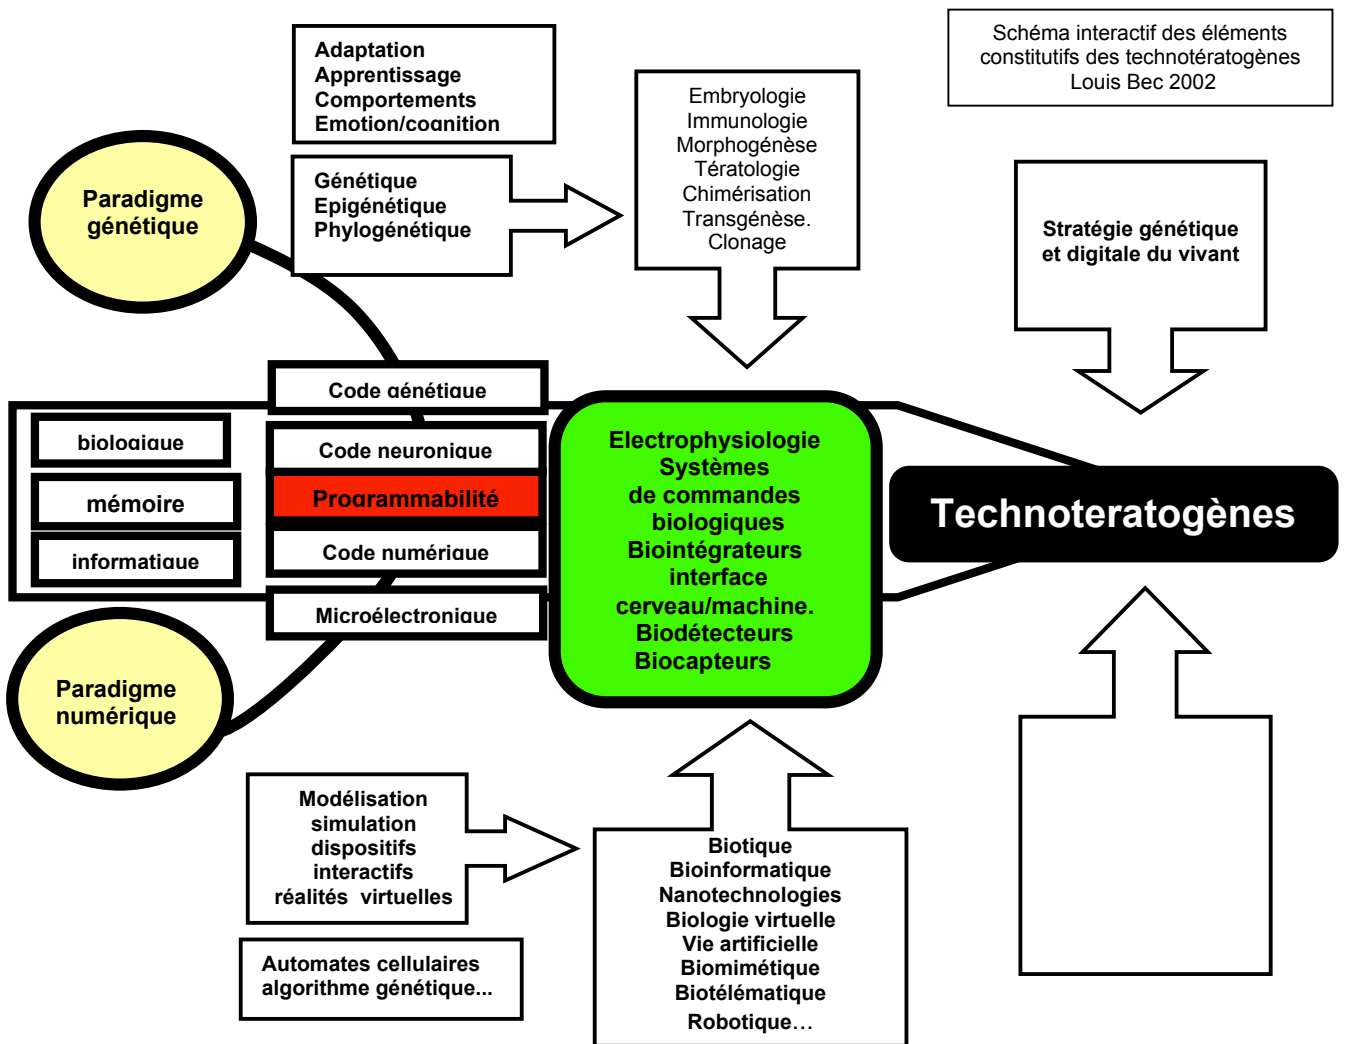 Schéma interactif des éléments
constitutifs des technotératogènes
Louis Bec 2002
Adaptation
Apprentissage
Comportements
Emotion/cognition
Génétique
Epigénétique
Phylogénétique
Embryologie
Immunologie
Morphogénèse
Tératologie
Chimérisation
Transgénèse.
Clonage
Stratégie génétique
et digitale du vivant
Paradigme
génétique
Code génétique
biologique
Code neuronique
mémoire
Programmabilité
informatique
Code numérique
Microélectronique
Electrophysiologie
Systèmes
de commandes
biologiques
Biointégrateurs
interface
cerveau/machine.
Biodétecteurs
Biocapteurs
Technoteratogènes
Paradigme
numérique
Modélisation
simulation
dispositifs
interactifs
réalités virtuelles
Automates cellulaires
algorithme génétique...
Biotique
Bioinformatique
Nanotechnologies
Biologie virtuelle
Vie artificielle
Biomimétique
Biotélématique
Robotique...